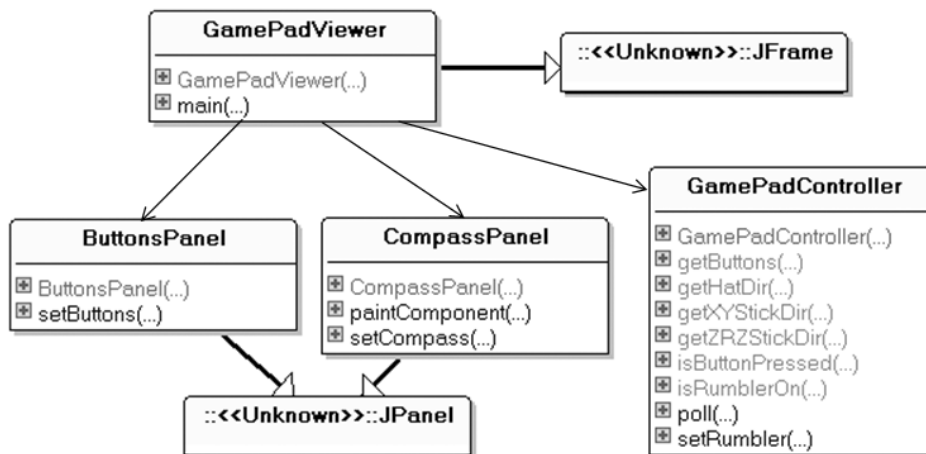 GamePadViewer
GamePadViewer(...)
main(...)
::<<Unknown>>::JFrame
ButtonsPanel
ButtonsPanel(...)
setButtons(...)
CompassPanel
CompassPanel(...)
paintComponent(...)
setCompass(...)
GamePadController
GamePadController(...)
getButtons(...)
getHatDir(...)
getXYStickDir(...)
getZRZStickDir(...)
isButtonPressed(...)
isRumblerOn(...)
poll(...)
setRumbler(...)
::<<Unknown>>::JPanel